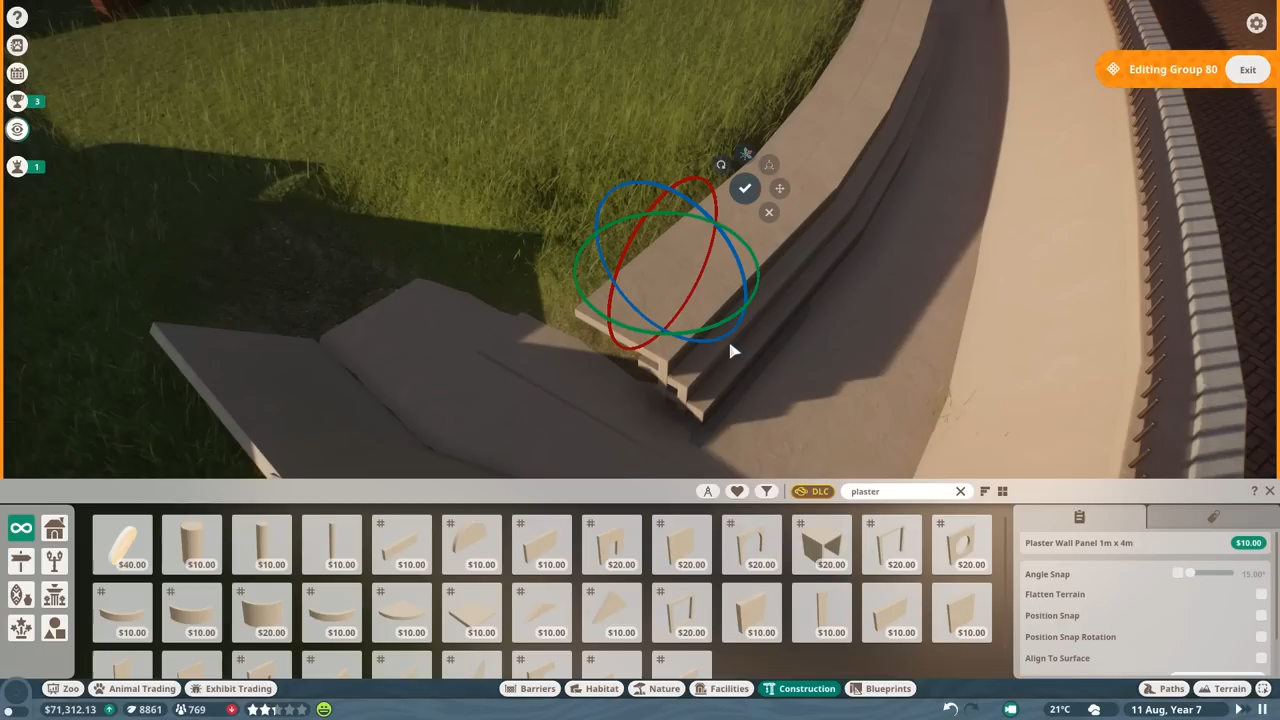 ?
3
1
Editing Group 80
Exit
DLC
plaster
?
$40.00
$10.00
$10.00
$10.00
$10.00
$10.00
$10.00
$20.00
$20.00
$20.00
$20.00
$20.00
$20.00
$10.00
$10.00
$20.00
$10.00
$10.00
$10.00
$10.00
$10.00
$20.00
$10.00
$10.00
$10.00
$10.00
Plaster Wall Panel 1m x 4m
$10.00
Angle Snap
15.00°
Flatten Terrain
Position Snap
Position Snap Rotation
Align To Surface
Zoo
Animal Trading
Exhibit Trading
Barriers
Habitat
Nature
Facilities
Construction
Blueprints
Paths
Terrain
$71,312.13
8861
769
21°C
11 Aug, Year 7